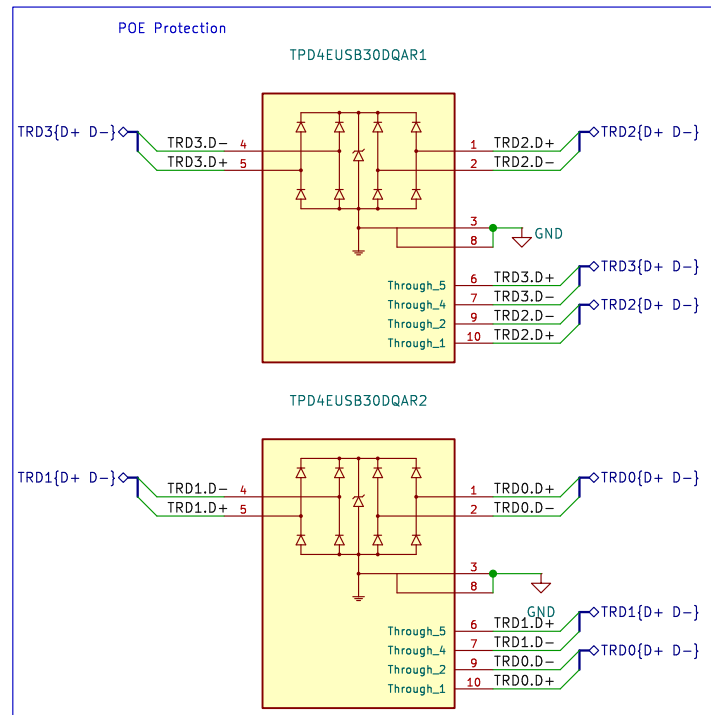 POE Protection
TPD4EUSB30DQAR1
TRD3{D+ D-}
TRD3.D- 4
TRD3.D+ 5
1 TRD2.D+
2 TRD2.D-
TRD2{D+ D-}
3
8
GND
Through_5 6 TRD3.D+
Through_4 7 TRD3.D-
Through_2 9 TRD2.D-
Through_1 10 TRD2.D+
TRD3{D+ D-}
TRD2{D+ D-}
TPD4EUSB30DQAR2
TRD1{D+ D-}
TRD1.D- 4
TRD1.D+ 5
1 TRD0.D+
2 TRD0.D-
TRD0{D+ D-}
3
8
GND
Through_5 6 TRD1.D+
Through_4 7 TRD1.D-
Through_2 9 TRD0.D-
Through_1 10 TRD0.D+
TRD1{D+ D-}
TRD0{D+ D-}